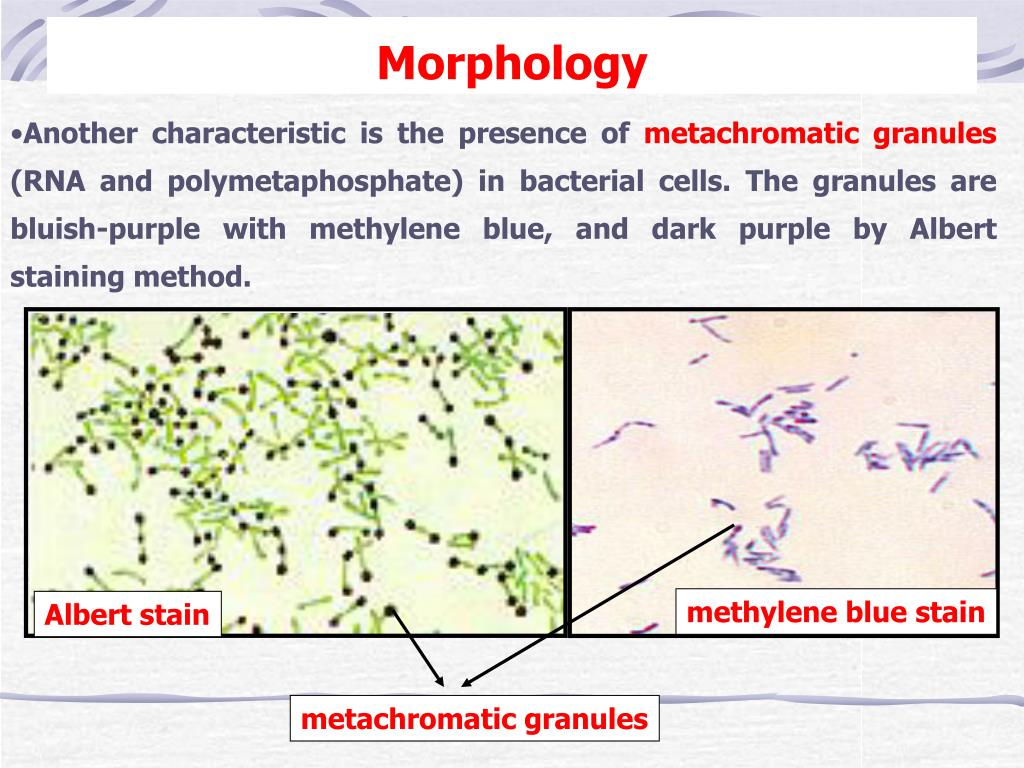 Morphology
•Another characteristic is the presence of metachromatic granules
(RNA and polymetaphosphate) in bacterial cells. The granules are
bluish-purple with methylene blue, and dark purple by Albert
staining method.
Albert stain
methylene blue stain
metachromatic granules